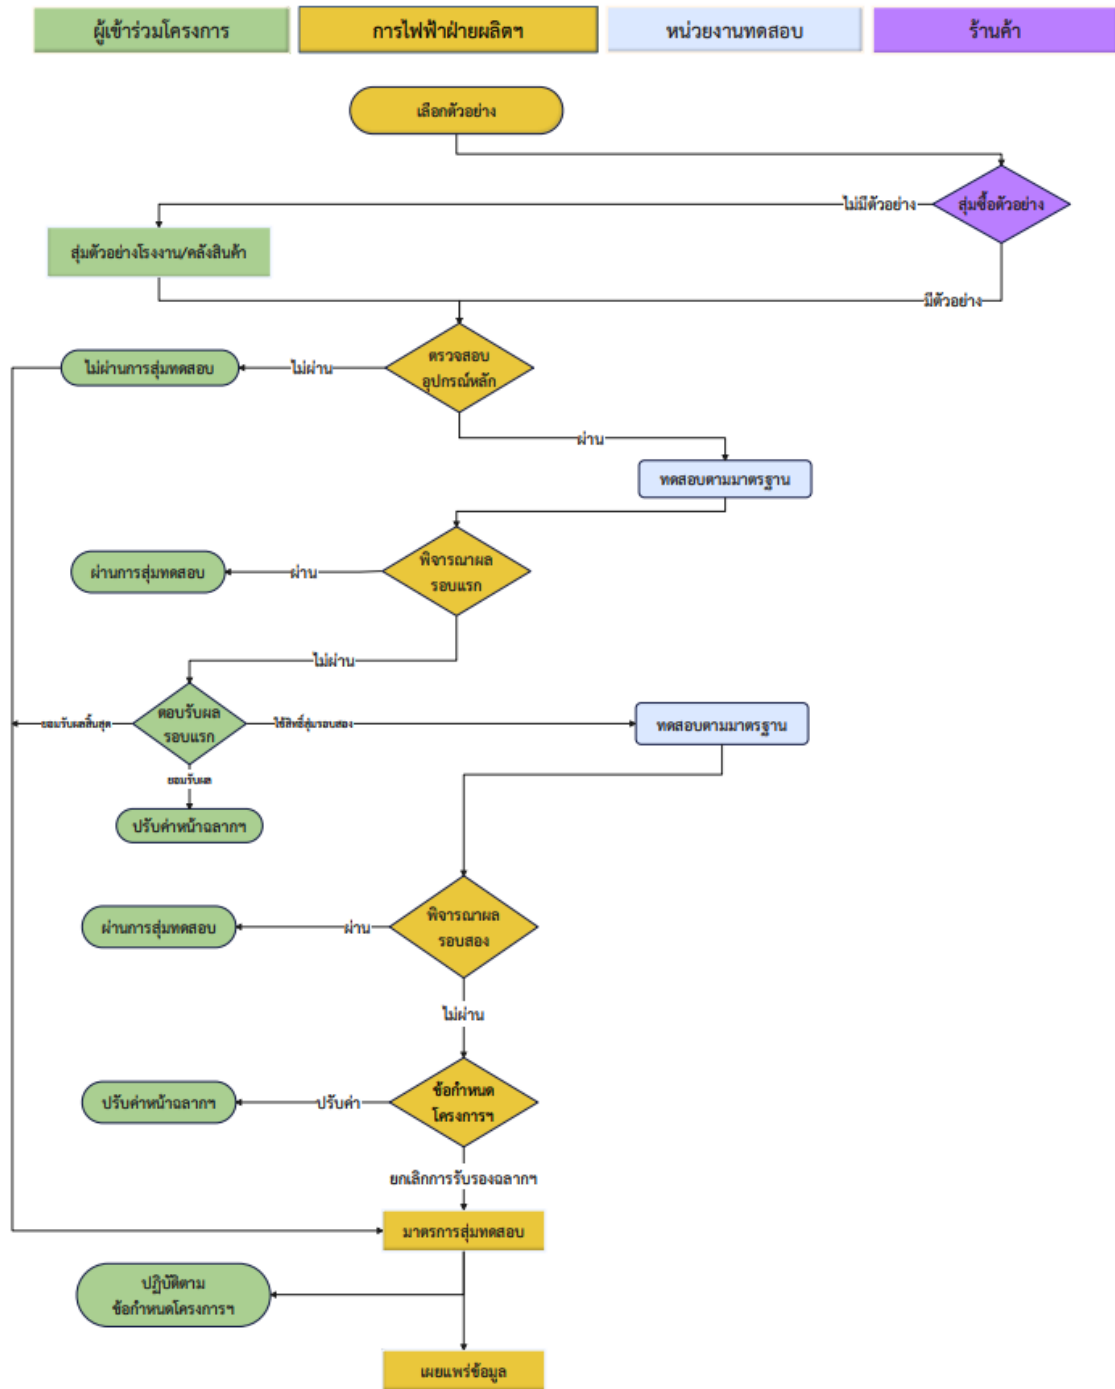 ผู้เข้าร่วมโครงการ
การไฟฟ้าฝ่ายผลิตฯ
หน่วยงานทดสอบ
ร้านค้า
เลือกตัวอย่าง
สุ่มซื้อตัวอย่าง
ไม่มีตัวอย่าง
สุ่มตัวอย่างโรงงาน/คลังสินค้า
มีตัวอย่าง
ตรวจสอบ
อุปกรณ์หลัก
ไม่ผ่าน
ไม่ผ่านการสุ่มทดสอบ
ผ่าน
ทดสอบตามมาตรฐาน
พิจารณาผล
รอบแรก
ผ่าน
ผ่านการสุ่มทดสอบ
ไม่ผ่าน
ตอบรับผล
รอบแรก
ยอมรับผลสิ้นสุด
ใช้สิทธิ์สุ่มรอบสอง
ทดสอบตามมาตรฐาน
ยอมรับผล
ปรับค่าหน้าฉลากฯ
พิจารณาผล
รอบสอง
ผ่าน
ผ่านการสุ่มทดสอบ
ไม่ผ่าน
ข้อกำหนด
โครงการฯ
ปรับค่า
ปรับค่าหน้าฉลากฯ
ยกเลิกการรับรองฉลากฯ
มาตรการสุ่มทดสอบ
ปฏิบัติตาม
ข้อกำหนดโครงการฯ
เผยแพร่ข้อมูล